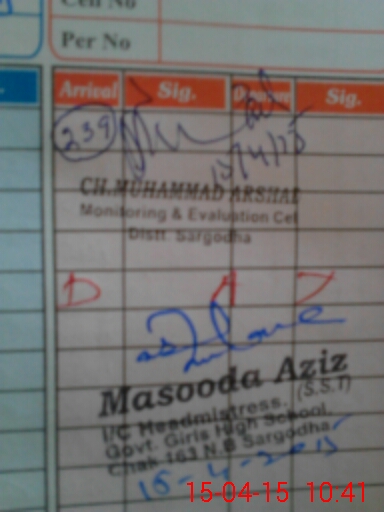 Cell No
Per No
Arrival Sig. Sig.
239
15/4/15
CH.MUHAMMAD ARSHAD
Monitoring & Evaluation Cel
Distt. Sargodha
D A
Masooda Aziz
(S.S.T)
I/C Headmistress.
Govt. Girls High School,
Chak 163 N.B Sargodha
15-4-2015
15-04-15 10.41